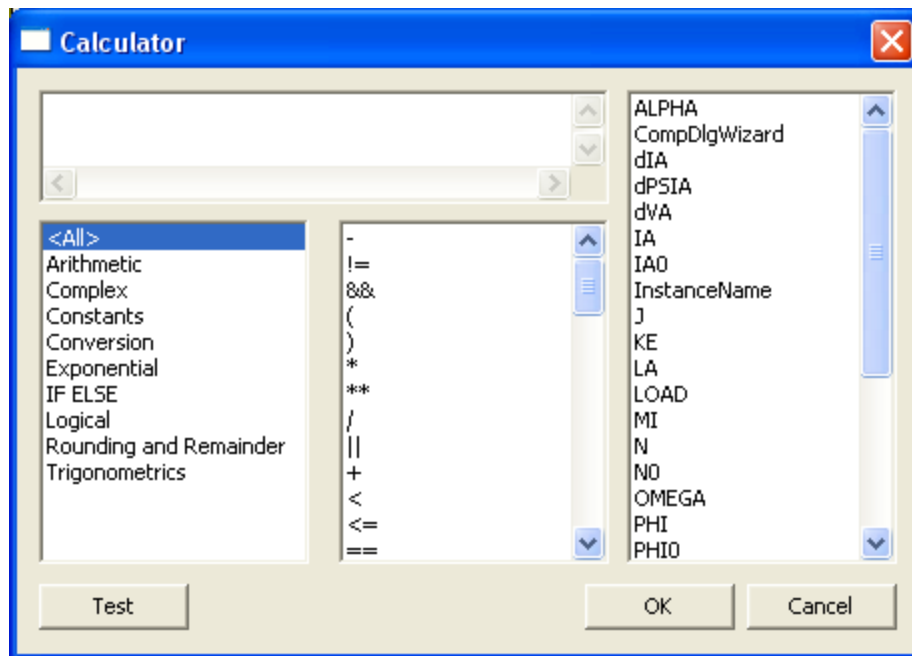 Calculator
<All>
Arithmetic
Complex
Constants
Conversion
Exponential
IF ELSE
Logical
Rounding and Remainder
Trigonometrics
-
!=
&&
(
)
*
**
/
||
+
<
<=
==
ALPHA
CompDlgWizard
dIA
dPSIA
dVA
IA
IA0
InstanceName
J
KE
LA
LOAD
MI
N
N0
OMEGA
PHI
PHI0
Test
OK
Cancel